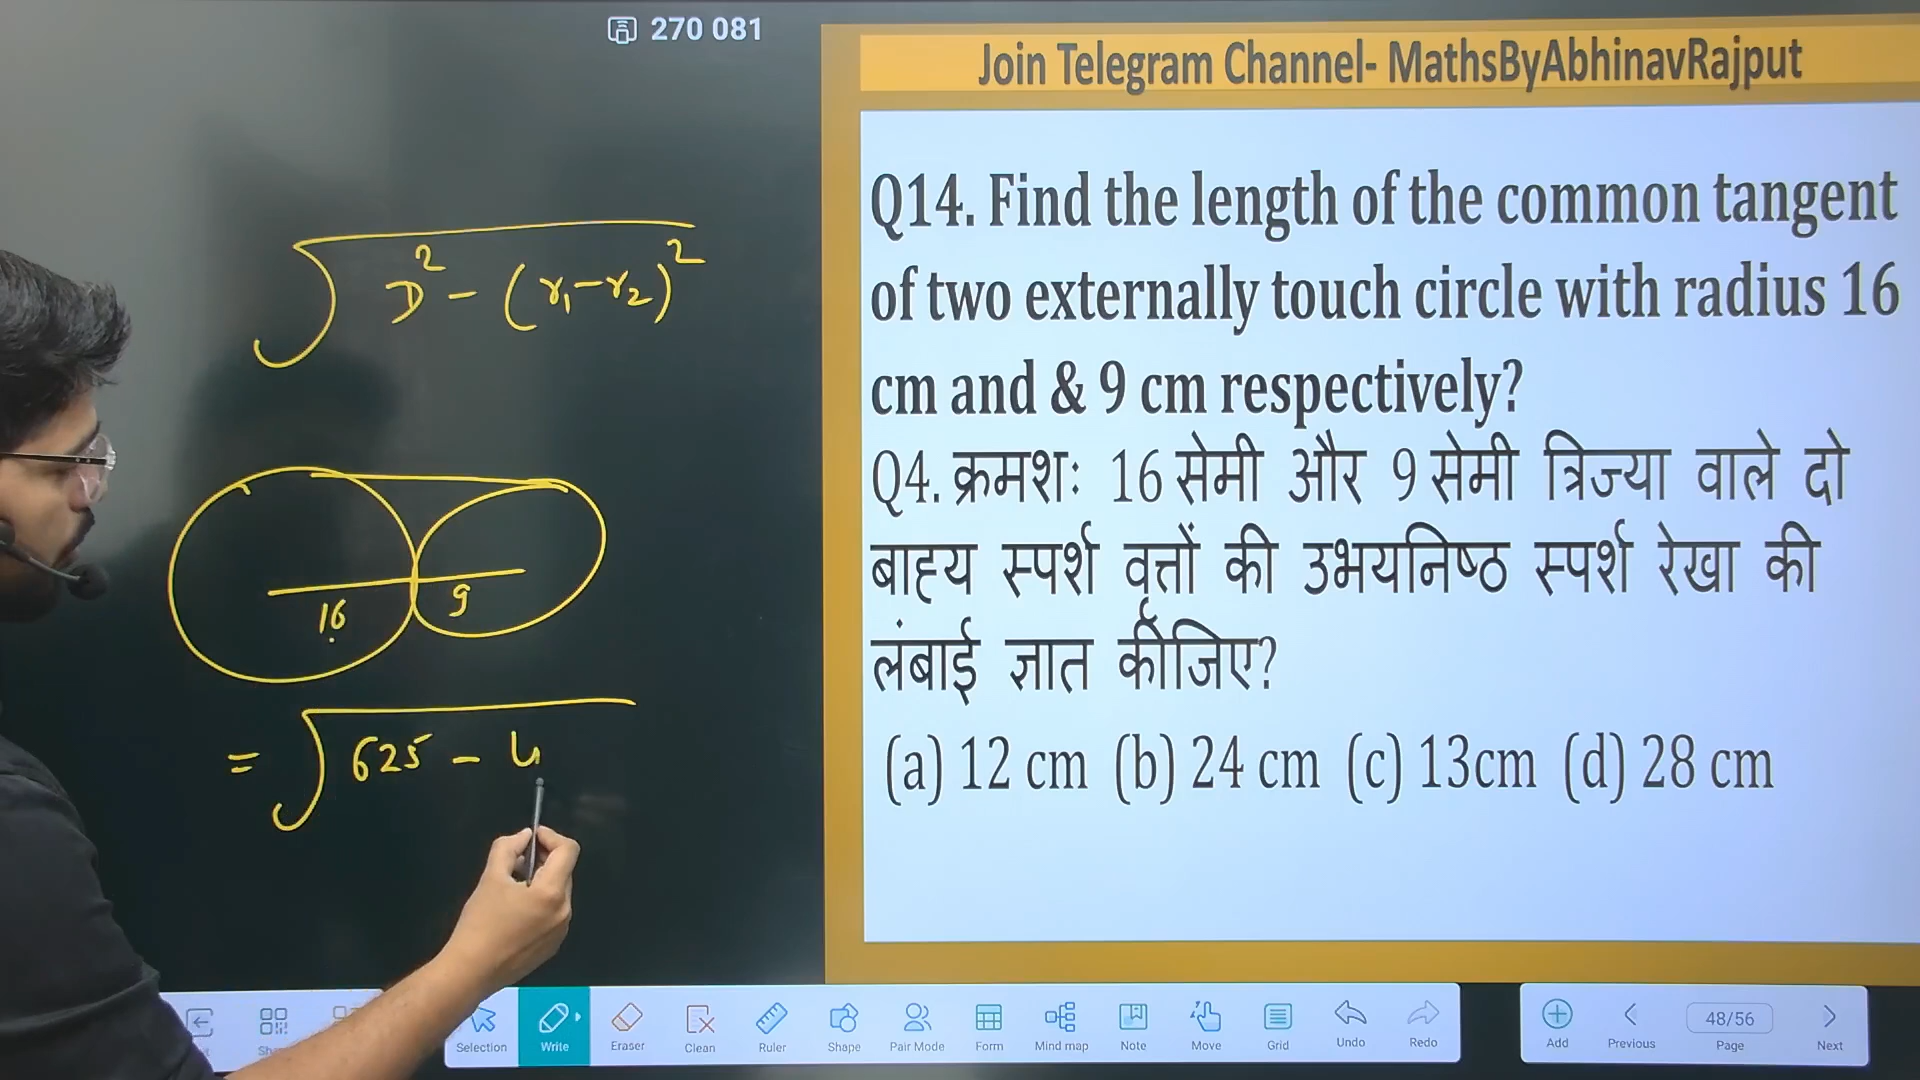 270 081
Join Telegram Channel- MathsByAbhinavRajput
√D² - (r₁-r₂)²
16
9
= √625 - 4
Q14. Find the length of the common tangent
of two externally touch circle with radius 16
cm and & 9 cm respectively?
Q4. क्रमशः 16 सेमी और 9 सेमी त्रिज्या वाले दो
बाह्य स्पर्श वृत्तों की उभयनिष्ठ स्पर्श रेखा की
लंबाई ज्ञात कीजिए?
(a) 12 cm (b) 24 cm (c) 13cm (d) 28 cm
Selection Write Eraser Clean Ruler Shape Pair Mode Form Mind map Note Move Grid Undo Redo
Add Previous 48/56 Page Next